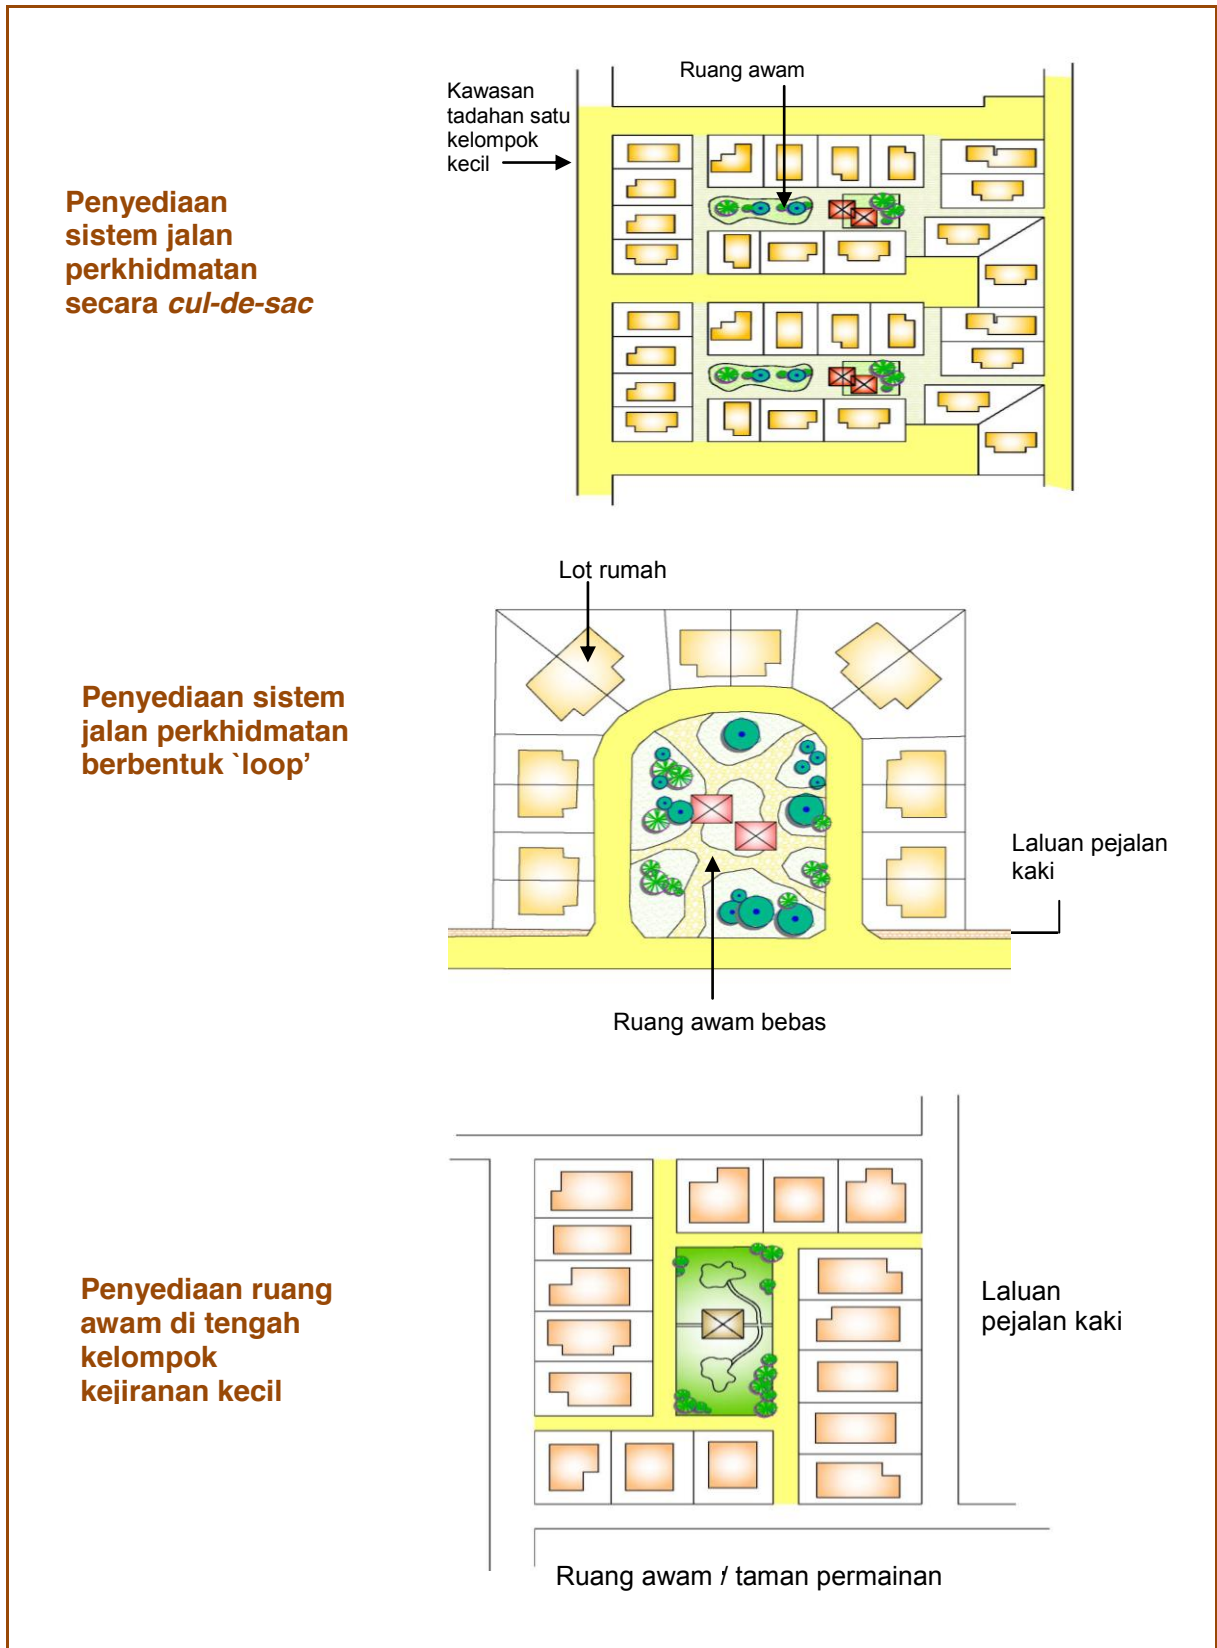 Ruang awam
Kawasan
tadahan satu
kelompok
kecil
Penyediaan
sistem jalan
perkhidmatan
secara cul-de-sac
Lot rumah
Penyediaan sistem
jalan perkhidmatan
berbentuk `loop’
Laluan pejalan
kaki
Ruang awam bebas
Penyediaan ruang
awam di tengah
kelompok
kejiranan kecil
Laluan
pejalan kaki
Ruang awam / taman permainan